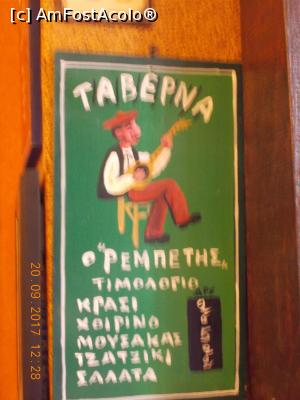 [c] AmFostAcolo®
ΤΑΒΕΡΝΑ
Ο "ΡΕΜΠΕΤΗΣ"
ΤΙΜΟΛΟΓΙΟ
ΚΡΑΣΙ
ΧΟΙΡΙΝΟ
ΜΟΥΣΑΚΑΣ
ΤΖΑΤΖΙΚΙ
ΣΑΛΑΤΑ
20.09.2017 12:28